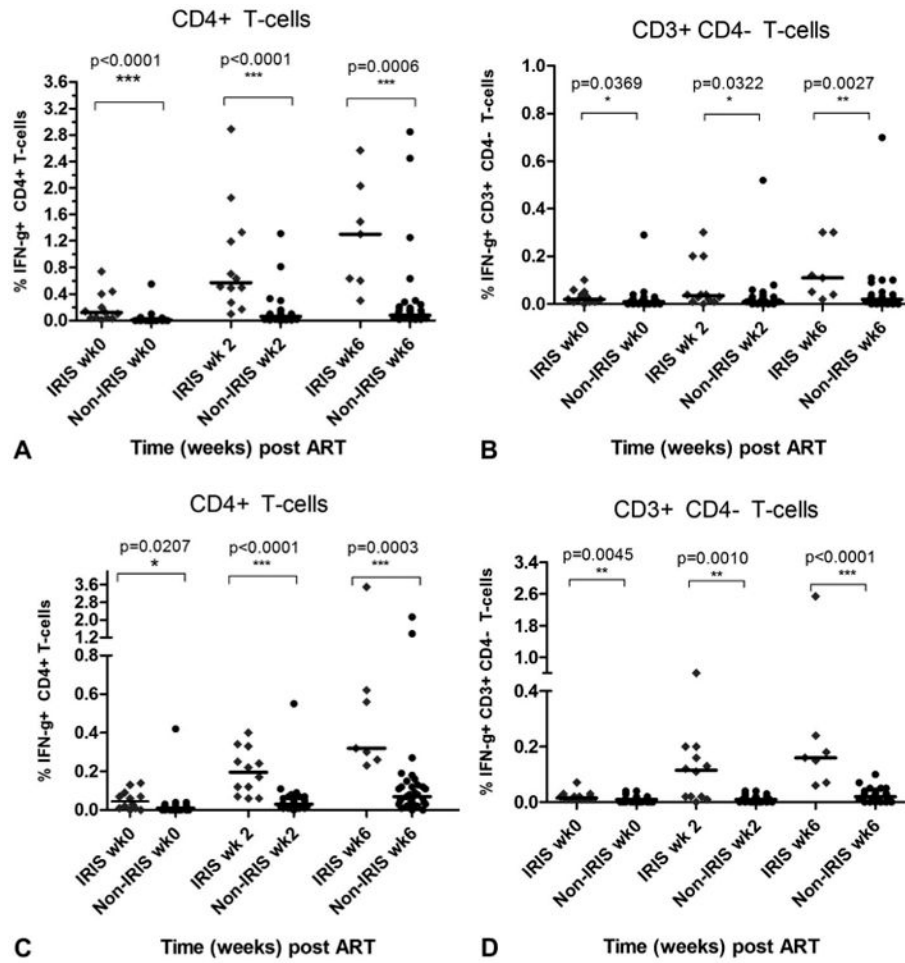 CD4+ T-cells
p<0.0001
***
p<0.0001
***
p=0.0006
***
% IFN-g+ CD4+ T-cells
3.6
3.2
2.8
2.4
2.0
1.6
1.2
0.8
0.4
0.0
IRIS wk0
Non-IRIS wk0
IRIS wk 2
Non-IRIS wk2
IRIS wk6
Non-IRIS wk6
A
Time (weeks) post ART
CD3+ CD4- T-cells
p=0.0369
*
p=0.0322
*
p=0.0027
**
% IFN-g+ CD3+ CD4- T-cells
1.0
0.8
0.6
0.4
0.2
0.0
IRIS wk0
Non-IRIS wk0
IRIS wk 2
Non-IRIS wk2
IRIS wk6
Non-IRIS wk6
B
Time (weeks) post ART
CD4+ T-cells
p=0.0207
*
p<0.0001
***
p=0.0003
***
% IFN-g+ CD4+ T-cells
3.6
3.2
2.8
2.4
2.0
1.6
1.2
0.8
0.6
0.4
0.2
0.0
IRIS wk0
Non-IRIS wk0
IRIS wk 2
Non-IRIS wk2
IRIS wk6
Non-IRIS wk6
C
Time (weeks) post ART
CD3+ CD4- T-cells
p=0.0045
**
p=0.0010
**
p<0.0001
***
% IFN-g+ CD3+ CD4- T-cells
3.4
2.6
1.8
1.0
0.4
0.2
0.0
IRIS wk0
Non-IRIS wk0
IRIS wk 2
Non-IRIS wk2
IRIS wk6
Non-IRIS wk6
D
Time (weeks) post ART